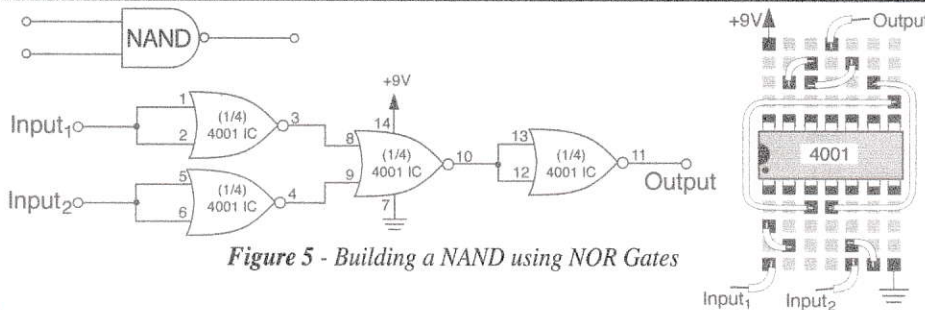 NAND
+9V
Output
+9V
Input1
1
2
(1/4)
4001 IC
3
14
8
9
(1/4)
4001 IC
10
7
13
12
(1/4)
4001 IC
11
Output
Input2
5
6
(1/4)
4001 IC
4
4001
Figure 5 - Building a NAND using NOR Gates
Input1
Input2